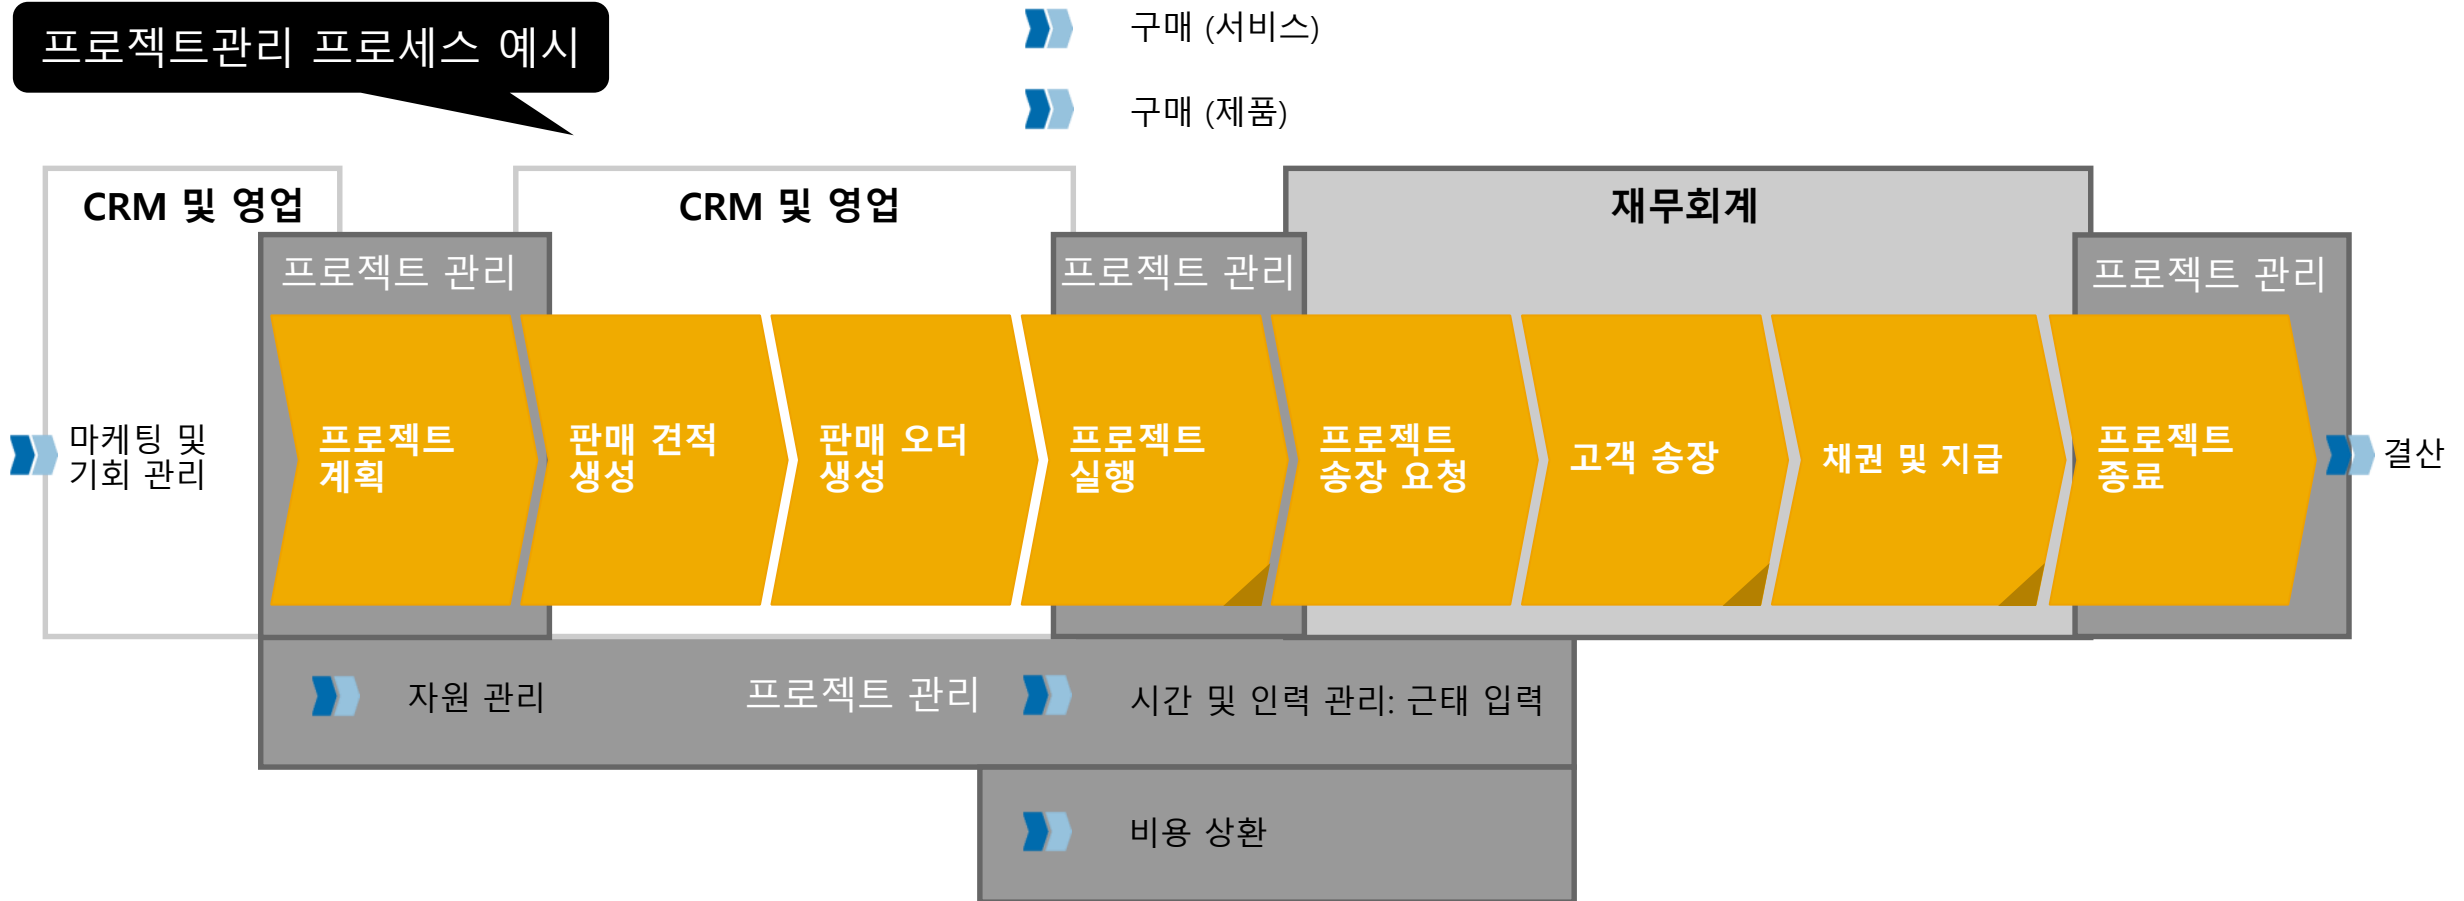 프로젝트관리 프로세스 예시
구매 (서비스)
구매 (제품)
CRM 및 영업
CRM 및 영업
재무회계
프로젝트 관리
프로젝트 관리
프로젝트 관리
마케팅 및
기회 관리
프로젝트
계획
판매 견적
생성
판매 오더
생성
프로젝트
실행
프로젝트
송장 요청
고객 송장
채권 및 지급
프로젝트
종료
결산
자원 관리
프로젝트 관리
시간 및 인력 관리: 근태 입력
비용 상환